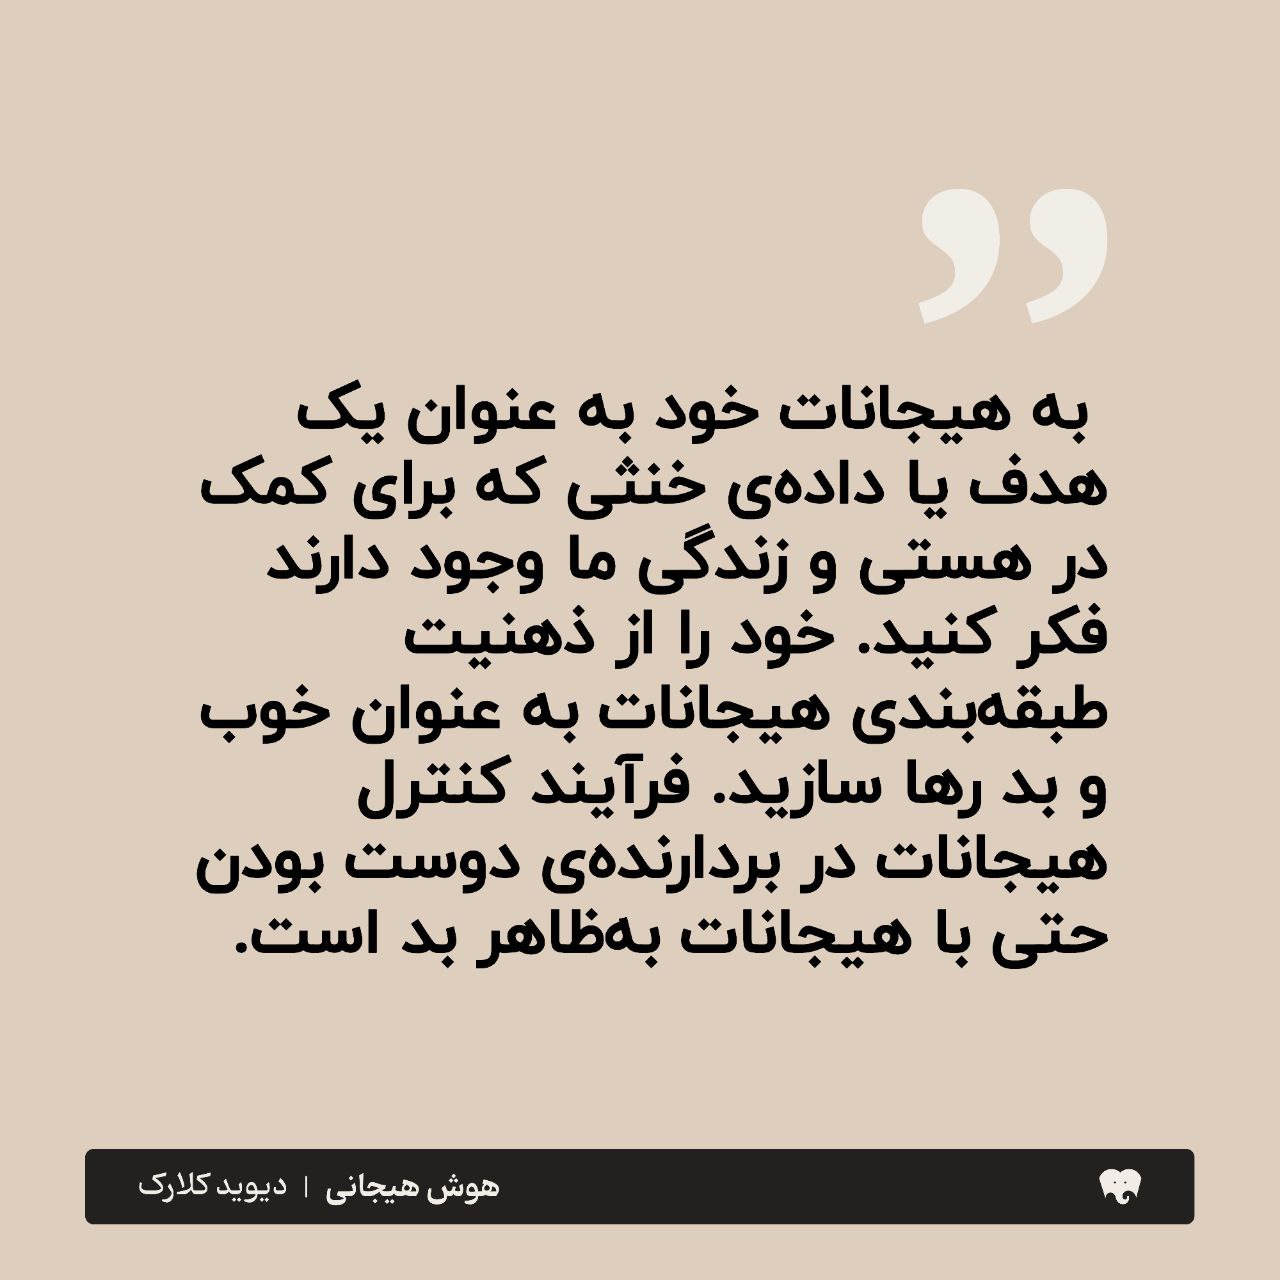 به هیجانات خود به عنوان یک
هدف یا داده‌ی خنثی که برای کمک
در هستی و زندگی ما وجود دارند
فکر کنید. خود را از ذهنیت
طبقه‌بندی هیجانات به عنوان خوب
و بد رها سازید. فرآیند کنترل
هیجانات در بردارنده‌ی دوست بودن
حتی با هیجانات به‌ظاهر بد است.
هوش هیجانی | دیوید کلارک